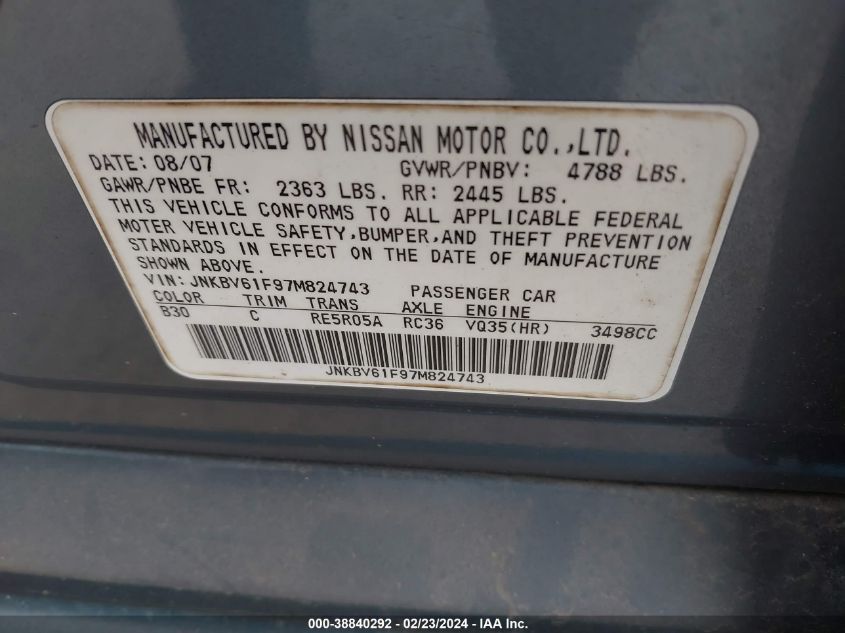 MANUFACTURED BY NISSAN MOTOR CO.,LTD.
DATE: 08/07 GVWR/PNBV: 4788 LBS.
GAWR/PNBE FR: 2363 LBS. RR: 2445 LBS.
THIS VEHICLE CONFORMS TO ALL APPLICABLE FEDERAL
MOTER VEHICLE SAFETY,BUMPER,AND THEFT PREVENTION
STANDARDS IN EFFECT ON THE DATE OF MANUFACTURE
SHOWN ABOVE.
VIN: JNKBV61F97M824743 PASSENGER CAR
COLOR TRIM TRANS AXLE ENGINE
B30 C RE5R05A RC36 VQ35(HR) 3498CC
JNKBV61F97M824743
000-38840292 - 02/23/2024 - IAA Inc.